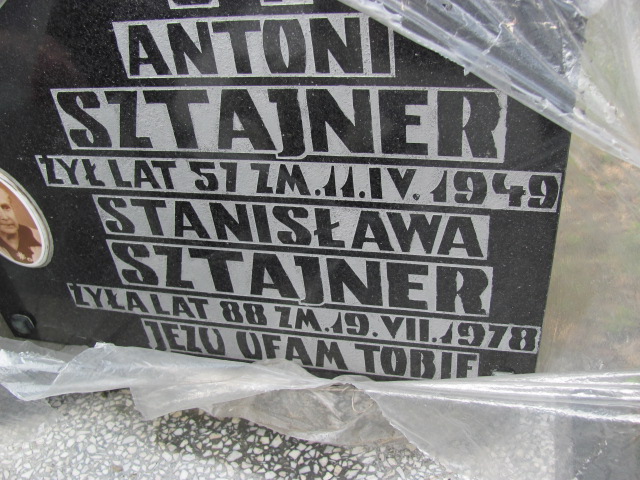 ANTONI
SZTAJNER
ŻYŁ LAT 57 ZM. 11. IV. 1949
STANISŁAWA
SZTAJNER
ŻYŁA LAT 88 ZM. 19. VII. 1978
JEZU UFAM TOBIE